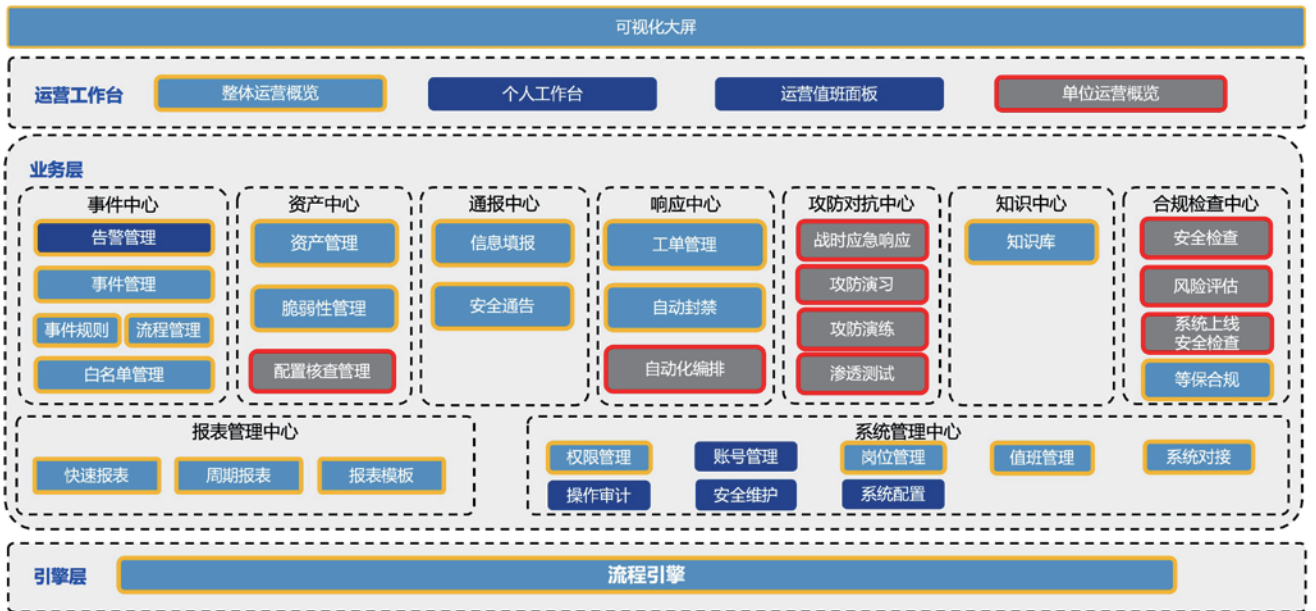 可视化大屏
运营工作台
整体运营概览
个人工作台
运营值班面板
单位运营概览
业务层
事件中心
告警管理
事件管理
事件规则
流程管理
白名单管理
资产中心
资产管理
脆弱性管理
配置核查管理
通报中心
信息填报
安全通告
响应中心
工单管理
自动封禁
自动化编排
攻防对抗中心
战时应急响应
攻防演习
攻防演练
渗透测试
知识中心
知识库
合规检查中心
安全检查
风险评估
系统上线
安全检查
等保合规
报表管理中心
快速报表
周期报表
报表模板
系统管理中心
权限管理
账号管理
岗位管理
值班管理
系统对接
操作审计
安全维护
系统配置
引擎层
流程引擎